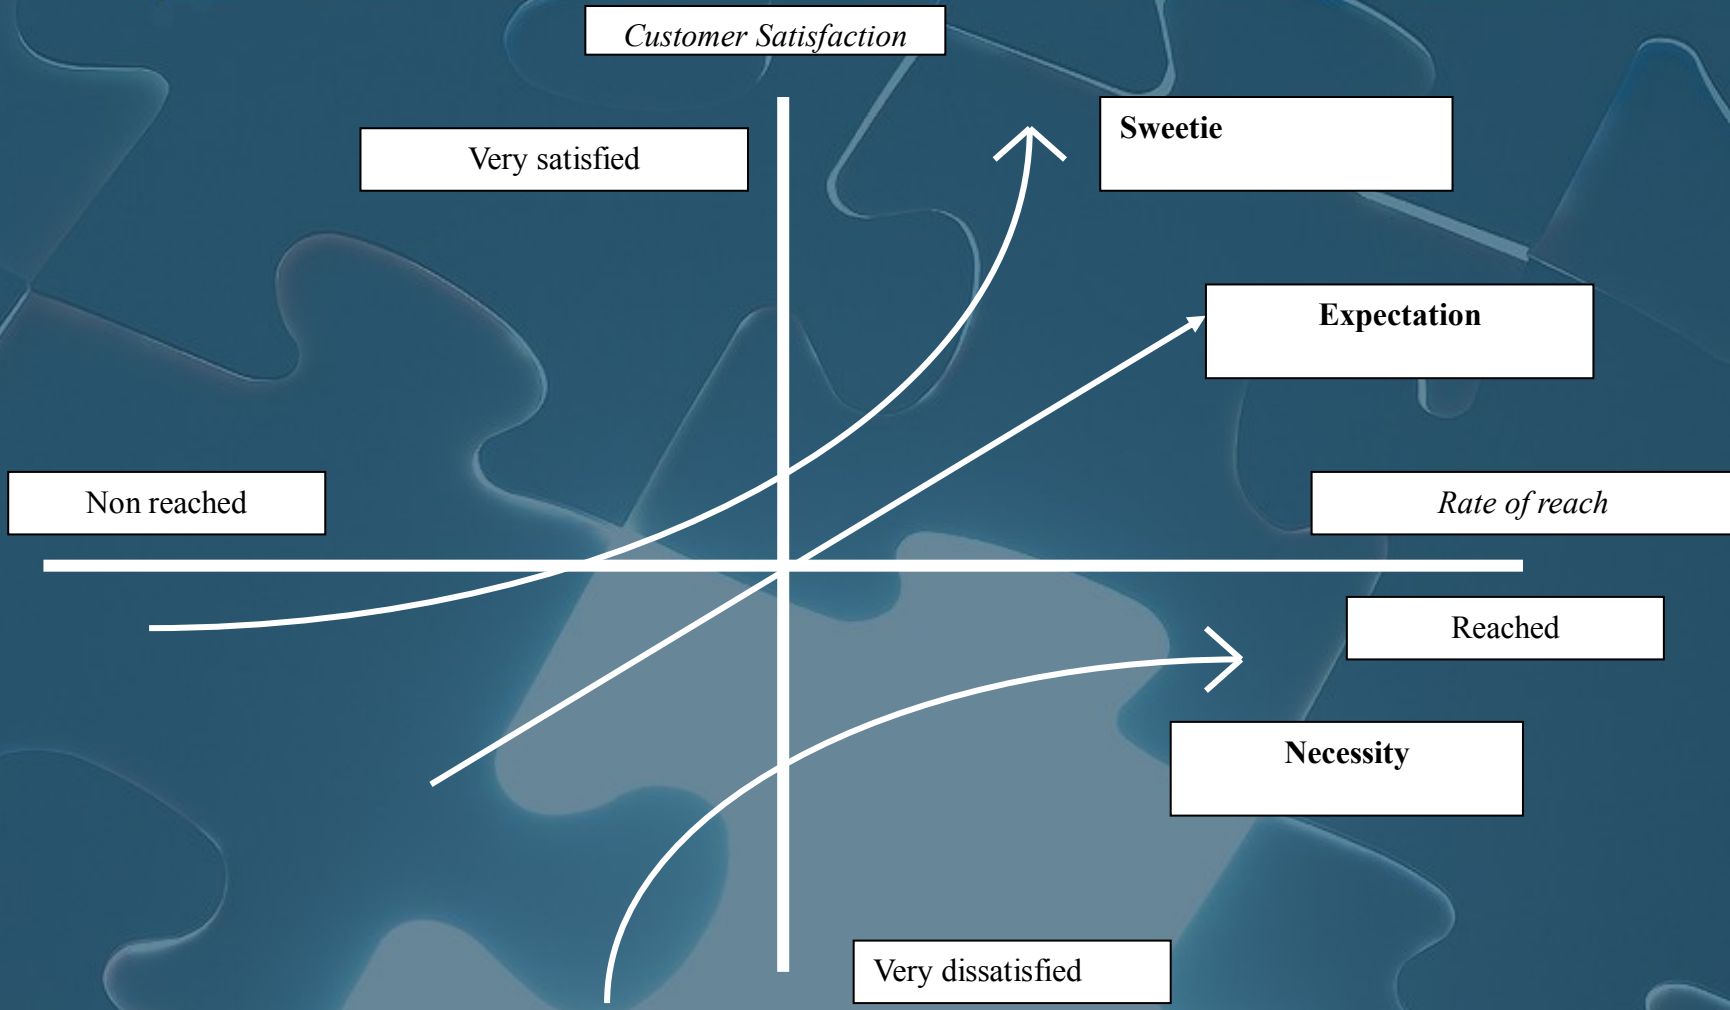 Customer Satisfaction
Very satisfied
Sweetie
Expectation
Non reached
Rate of reach
Reached
Necessity
Very dissatisfied